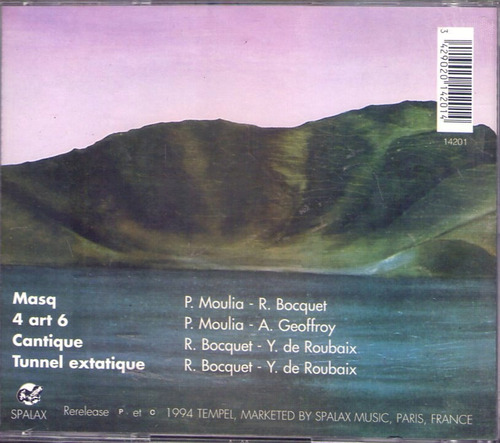 3 429020 142014
14201
Masq P. Moulia - R. Bocquet
4 art 6 P. Moulia - A. Geoffroy
Cantique R. Bocquet - Y. de Roubaix
Tunnel extatique R. Bocquet - Y. de Roubaix
SPALAX Rerelease P et C 1994 TEMPEL, MARKETED BY SPALAX MUSIC, PARIS, FRANCE